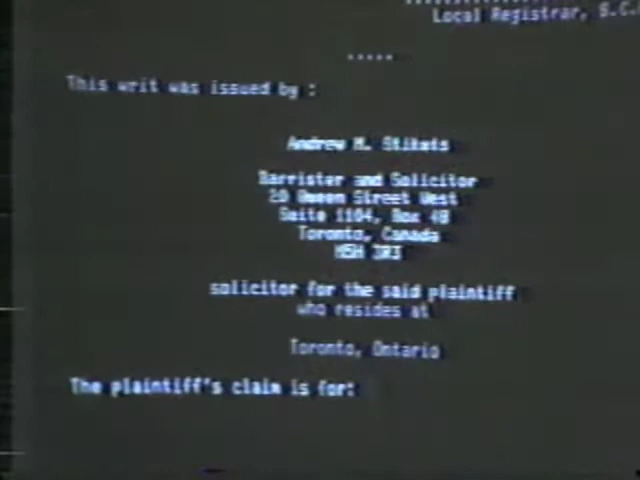 Local Registrar, S.C.
.....
This writ was issued by :
Andrew M. Stikats
Barrister and Solicitor
20 Queen Street West
Suite 1104, Box 40
Toronto, Canada
M5H 3R3
solicitor for the said plaintiff
who resides at
Toronto, Ontario
The plaintiff's claim is for: